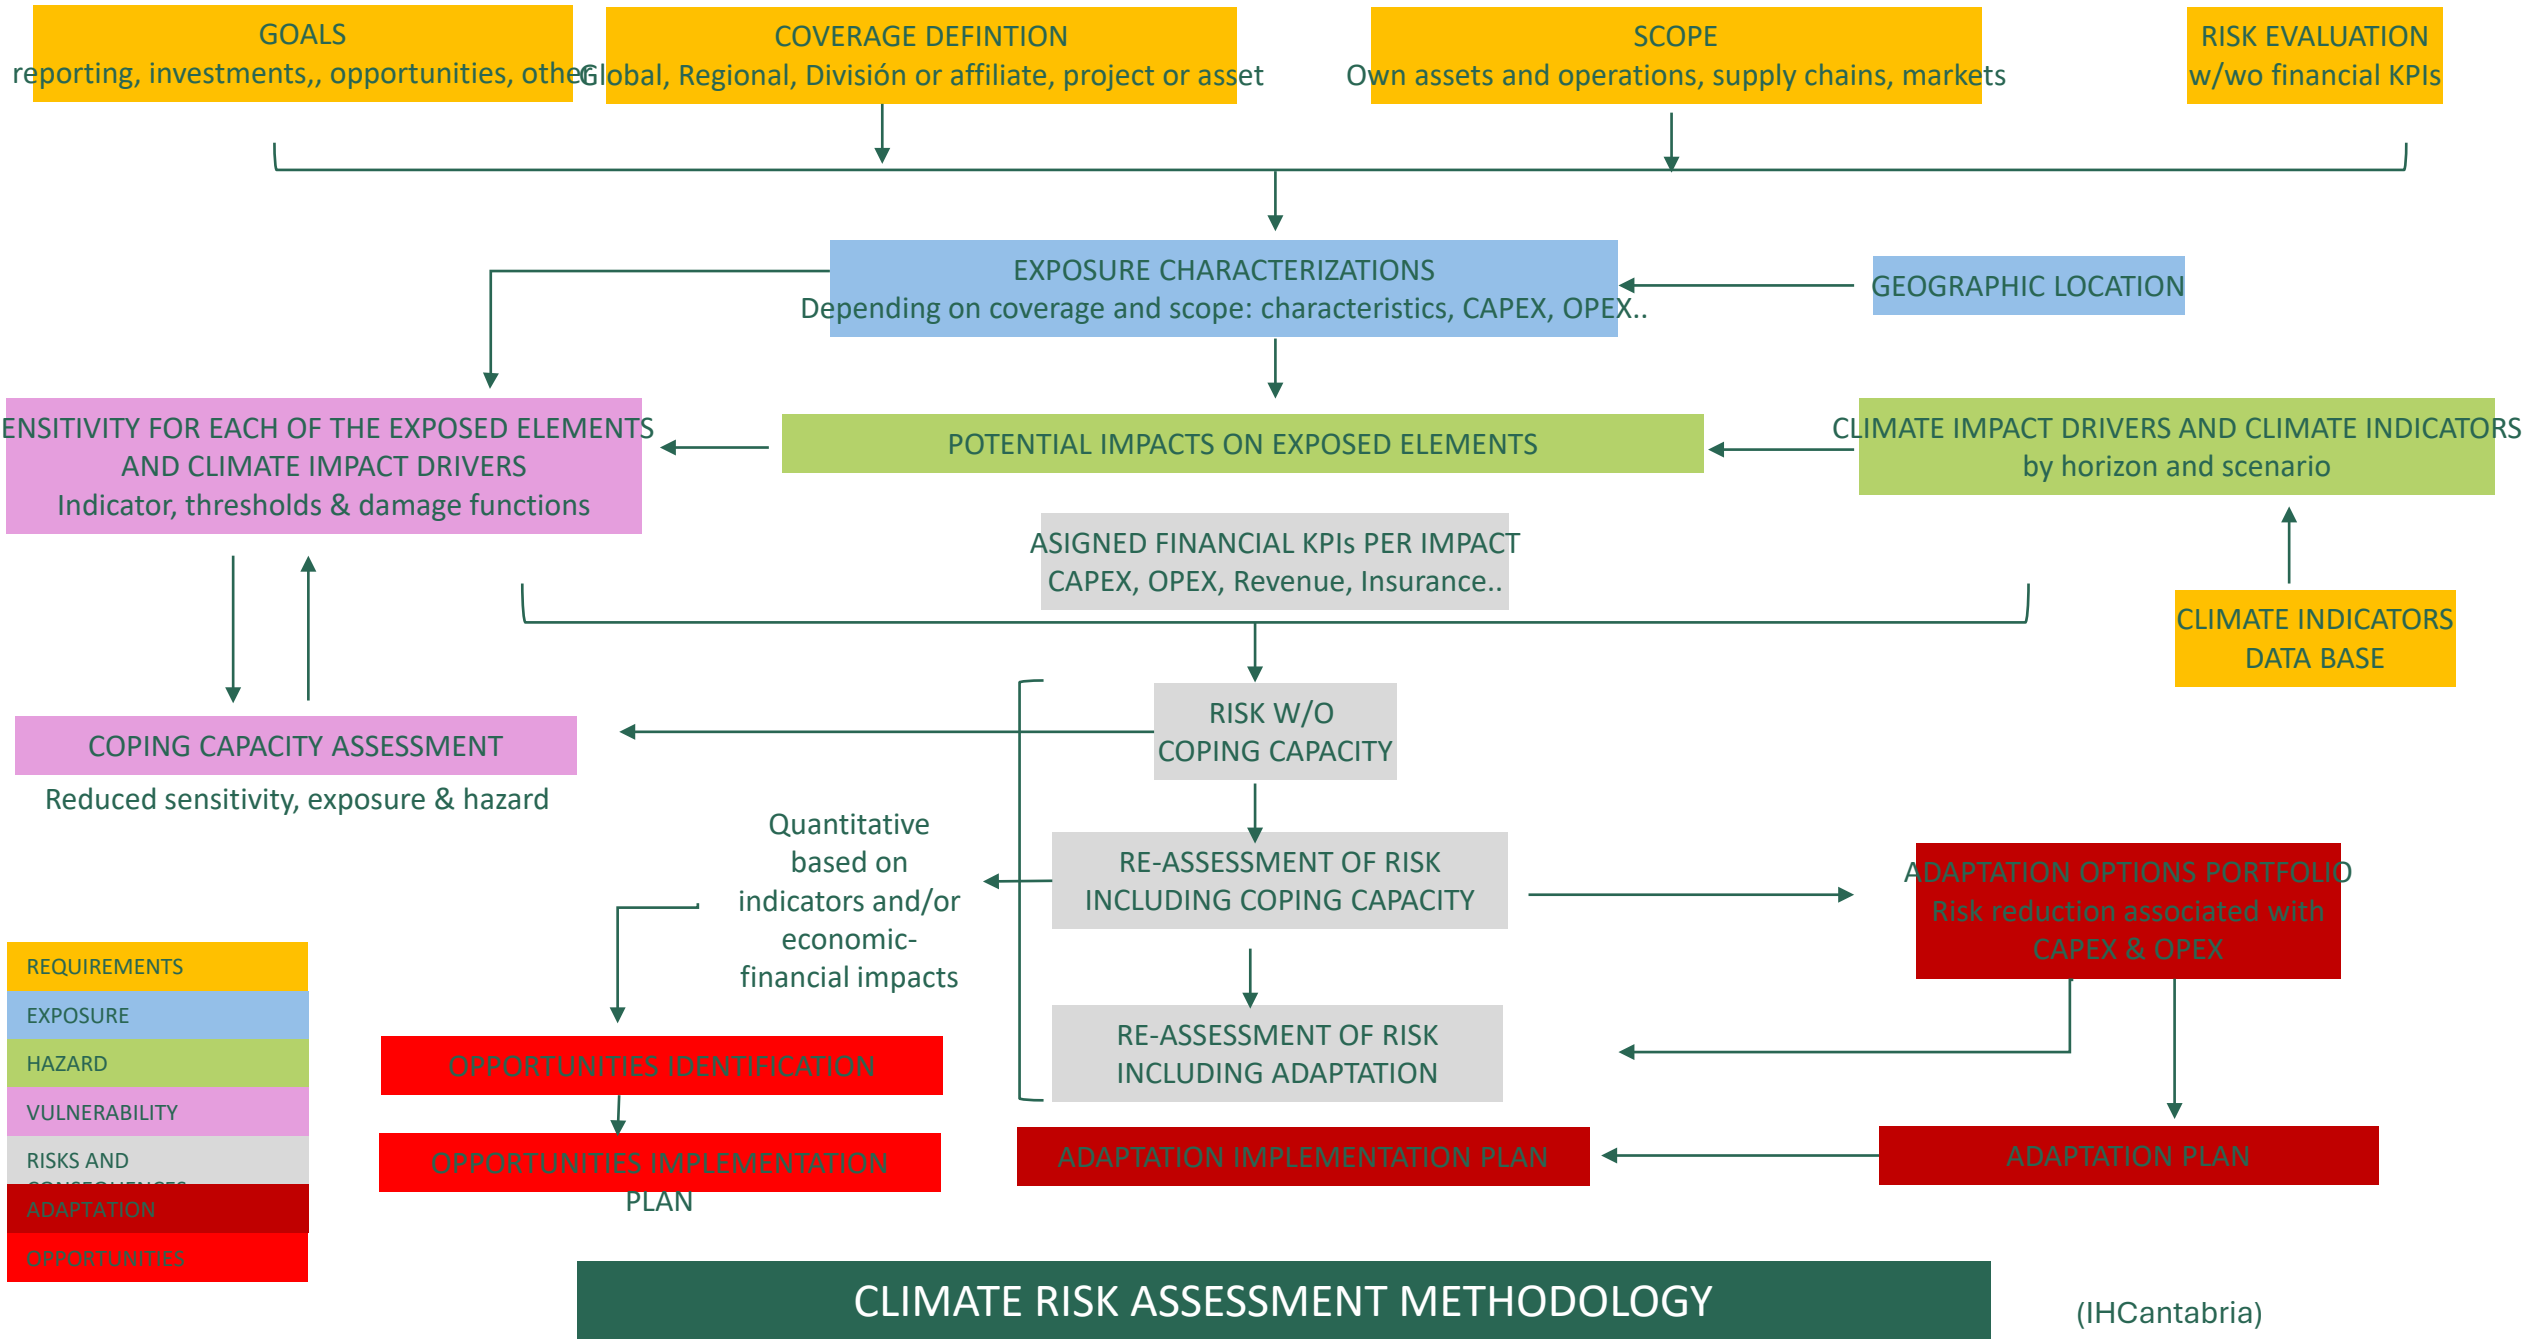 GOALS
reporting, investments,, opportunities, other
COVERAGE DEFINTION
Global, Regional, División or affiliate, project or asset
SCOPE
Own assets and operations, supply chains, markets
RISK EVALUATION
w/wo financial KPIs
EXPOSURE CHARACTERIZATIONS
Depending on coverage and scope: characteristics, CAPEX, OPEX..
GEOGRAPHIC LOCATION
ENSITIVITY FOR EACH OF THE EXPOSED ELEMENTS
AND CLIMATE IMPACT DRIVERS
Indicator, thresholds & damage functions
POTENTIAL IMPACTS ON EXPOSED ELEMENTS
CLIMATE IMPACT DRIVERS AND CLIMATE INDICATORS
by horizon and scenario
ASIGNED FINANCIAL KPIs PER IMPACT
CAPEX, OPEX, Revenue, Insurance..
CLIMATE INDICATORS
DATA BASE
RISK W/O
COPING CAPACITY
COPING CAPACITY ASSESSMENT
Reduced sensitivity, exposure & hazard
Quantitative
based on
indicators and/or
economic-
financial impacts
RE-ASSESSMENT OF RISK
INCLUDING COPING CAPACITY
ADAPTATION OPTIONS PORTFOLIO
Risk reduction associated with
CAPEX & OPEX
RE-ASSESSMENT OF RISK
INCLUDING ADAPTATION
OPPORTUNITIES IDENTIFICATION
OPPORTUNITIES IMPLEMENTATION
PLAN
ADAPTATION IMPLEMENTATION PLAN
ADAPTATION PLAN
REQUIREMENTS
EXPOSURE
HAZARD
VULNERABILITY
RISKS AND
CONSEQUENCES
ADAPTATION
OPPORTUNITIES
CLIMATE RISK ASSESSMENT METHODOLOGY
(IHCantabria)